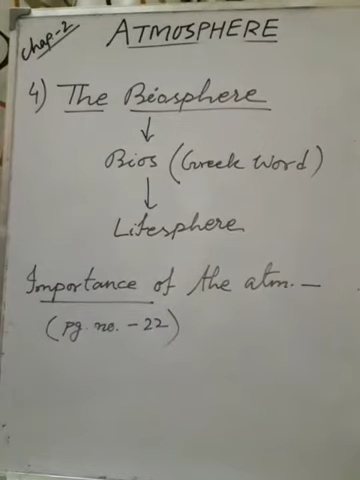 Chap-2
ATMOSPHERE
4) The Biosphere
↓
Bios (Greek Word)
↓
Lifesphere
Importance of the atm. –
(Pg. no. - 22)